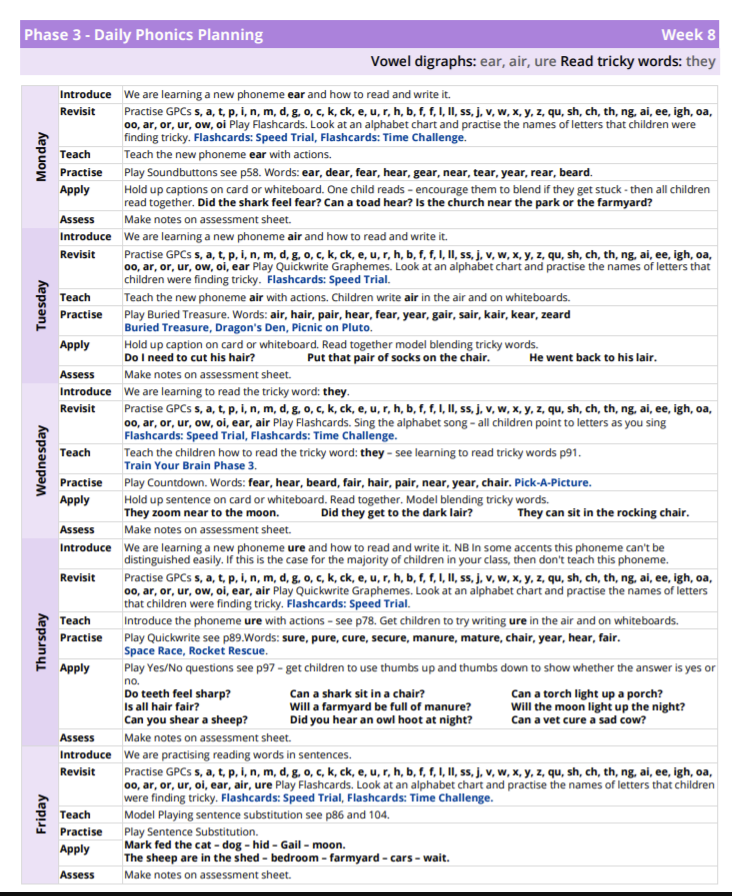 Phase 3 - Daily Phonics Planning Week 8
Vowel digraphs: ear, air, ure Read tricky words: they
Monday
Introduce We are learning a new phoneme ear and how to read and write it.
Revisit Practise GPCs s, a, t, p, i, n, m, d, g, o, c, k, ck, e, u, r, h, b, f, f, l, ll, ss, j, v, w, x, y, z, qu, sh, ch, th, ng, ai, ee, igh, oa,
oo, ar, or, ur, ow, oi Play Flashcards. Look at an alphabet chart and practise the names of letters that children were
finding tricky. Flashcards: Speed Trial, Flashcards: Time Challenge.
Teach Teach the new phoneme ear with actions.
Practise Play Soundbuttons see p58. Words: ear, dear, fear, hear, gear, near, tear, year, rear, beard.
Apply Hold up captions on card or whiteboard. One child reads – encourage them to blend if they get stuck - then all children
read together. Did the shark feel fear? Can a toad hear? Is the church near the park or the farmyard?
Assess Make notes on assessment sheet.
Tuesday
Introduce We are learning a new phoneme air and how to read and write it.
Revisit Practise GPCs s, a, t, p, i, n, m, d, g, o, c, k, ck, e, u, r, h, b, f, f, l, ll, ss, j, v, w, x, y, z, qu, sh, ch, th, ng, ai, ee, igh, oa,
oo, ar, or, ur, ow, oi, ear Play Quickwrite Graphemes. Look at an alphabet chart and practise the names of letters that
children were finding tricky. Flashcards: Speed Trial.
Teach Teach the new phoneme air with actions. Children write air in the air and on whiteboards.
Practise Play Buried Treasure. Words: air, hair, pair, hear, fear, year, gair, sair, kair, kear, zeard
Buried Treasure, Dragon's Den, Picnic on Pluto.
Apply Hold up caption on card or whiteboard. Read together model blending tricky words.
Do I need to cut his hair? Put that pair of socks on the chair. He went back to his lair.
Assess Make notes on assessment sheet.
Wednesday
Introduce We are learning to read the tricky word: they.
Revisit Practise GPCs s, a, t, p, i, n, m, d, g, o, c, k, ck, e, u, r, h, b, f, f, l, ll, ss, j, v, w, x, y, z, qu, sh, ch, th, ng, ai, ee, igh, oa,
oo, ar, or, ur, ow, oi, ear, air Play Flashcards. Sing the alphabet song – all children point to letters as you sing
Flashcards: Speed Trial, Flashcards: Time Challenge.
Teach Teach the children how to read the tricky word: they – see learning to read tricky words p91.
Train Your Brain Phase 3.
Practise Play Countdown. Words: fear, hear, beard, fair, hair, pair, near, year, chair. Pick-A-Picture.
Apply Hold up sentence on card or whiteboard. Read together. Model blending tricky words.
They zoom near to the moon. Did they get to the dark lair? They can sit in the rocking chair.
Assess Make notes on assessment sheet.
Thursday
Introduce We are learning a new phoneme ure and how to read and write it. NB In some accents this phoneme can't be
distinguished easily. If this is the case for the majority of children in your class, then don't teach this phoneme.
Revisit Practise GPCs s, a, t, p, i, n, m, d, g, o, c, k, ck, e, u, r, h, b, f, f, l, ll, ss, j, v, w, x, y, z, qu, sh, ch, th, ng, ai, ee, igh, oa,
oo, ar, or, ur, ow, oi, ear, air Play Quickwrite Graphemes. Look at an alphabet chart and practise the names of letters
that children were finding tricky. Flashcards: Speed Trial.
Teach Introduce the phoneme ure with actions – see p78. Get children to try writing ure in the air and on whiteboards.
Practise Play Quickwrite see p89.Words: sure, pure, cure, secure, manure, mature, chair, year, hear, fair.
Space Race, Rocket Rescue.
Apply Play Yes/No questions see p97 – get children to use thumbs up and thumbs down to show whether the answer is yes or
no.
Do teeth feel sharp? Can a shark sit in a chair? Can a torch light up a porch?
Is all hair fair? Will a farmyard be full of manure? Will the moon light up the night?
Can you shear a sheep? Did you hear an owl hoot at night? Can a vet cure a sad cow?
Assess Make notes on assessment sheet.
Friday
Introduce We are practising reading words in sentences.
Revisit Practise GPCs s, a, t, p, i, n, m, d, g, o, c, k, ck, e, u, r, h, b, f, f, l, ll, ss, j, v, w, x, y, z, qu, sh, ch, th, ng, ai, ee, igh, oa,
oo, ar, or, ur, oi, ear, air, ure Play Flashcards. Look at an alphabet chart and practise the names of letters that children
were finding tricky. Flashcards: Speed Trial, Flashcards: Time Challenge.
Teach Model Playing sentence substitution see p86 and 104.
Practise Play Sentence Substitution.
Apply Mark fed the cat – dog – hid – Gail – moon.
The sheep are in the shed – bedroom – farmyard – cars – wait.
Assess Make notes on assessment sheet.